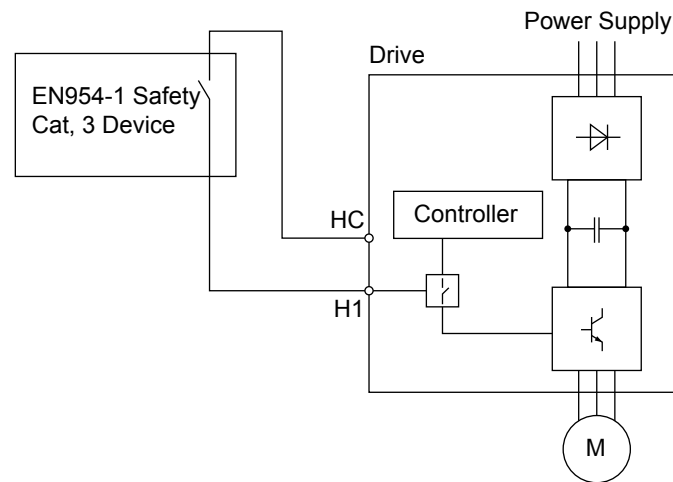 Power Supply
Drive
EN954-1 Safety
Cat, 3 Device
HC
Controller
H1
M